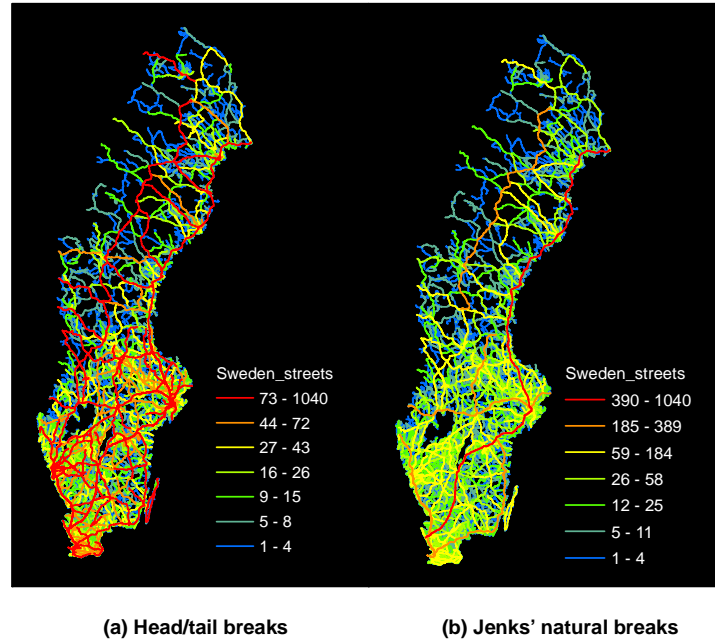 Sweden_streets
73 - 1040
44 - 72
27 - 43
16 - 26
9 - 15
5 - 8
1 - 4
Sweden_streets
390 - 1040
185 - 389
59 - 184
26 - 58
12 - 25
5 - 11
1 - 4
(a) Head/tail breaks
(b) Jenks' natural breaks